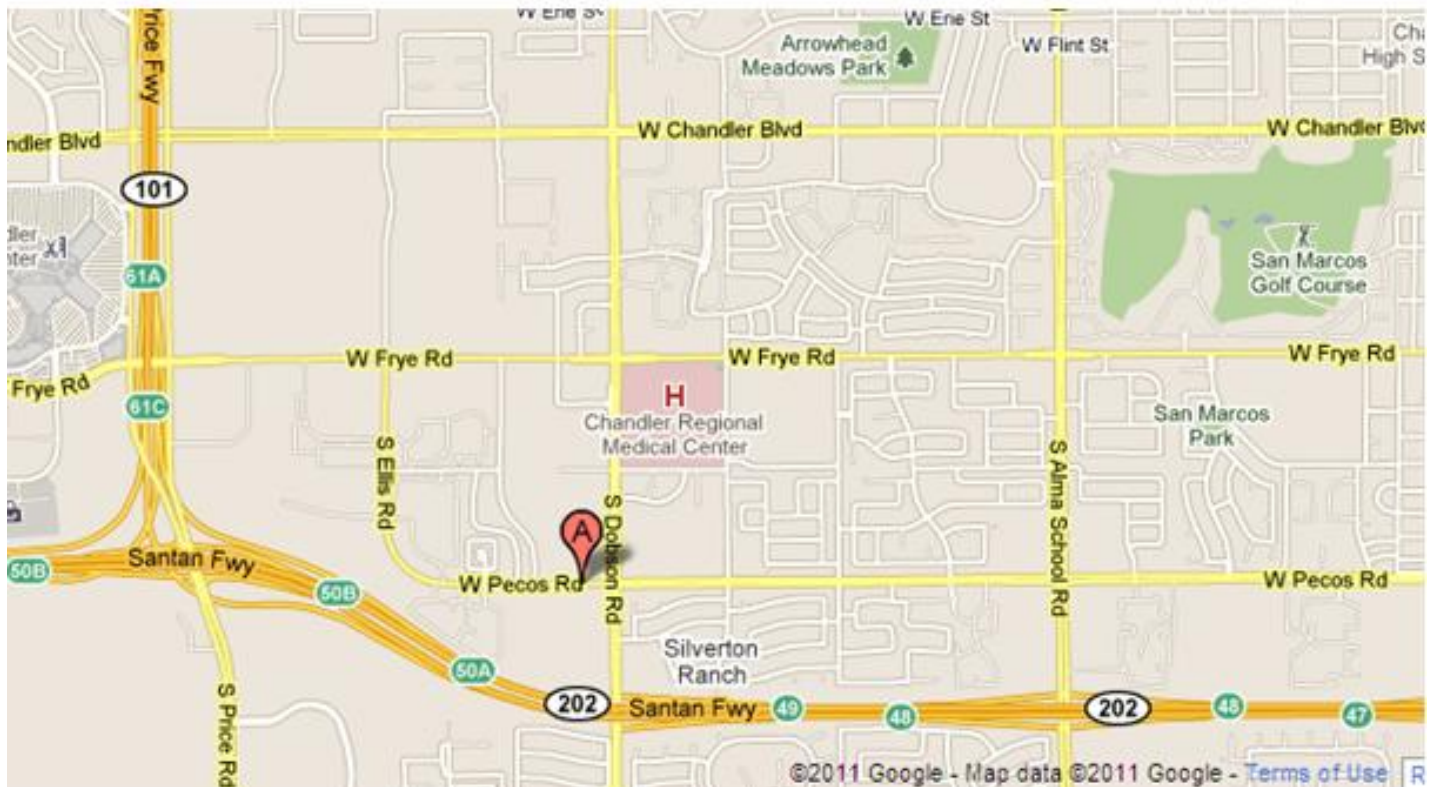 W Erie St
W Erie St
Arrowhead
Meadows Park
W Flint St
High S
Price Fwy
W Chandler Blvd
W Chandler Blv
ndler Blvd
101
61A
San Marcos
Golf Course
W Frye Rd
W Frye Rd
W Frye Rd
Frye Rd
61C
H
Chandler Regional
Medical Center
San Marcos
Park
S Ellis Rd
S Dobson Rd
S Alma School Rd
A
Santan Fwy
50B
50B
W Pecos Rd
W Pecos Rd
Silverton
Ranch
50A
202
Santan Fwy
49
48
202
48
47
S Price Rd
©2011 Google - Map data ©2011 Google - Terms of Use